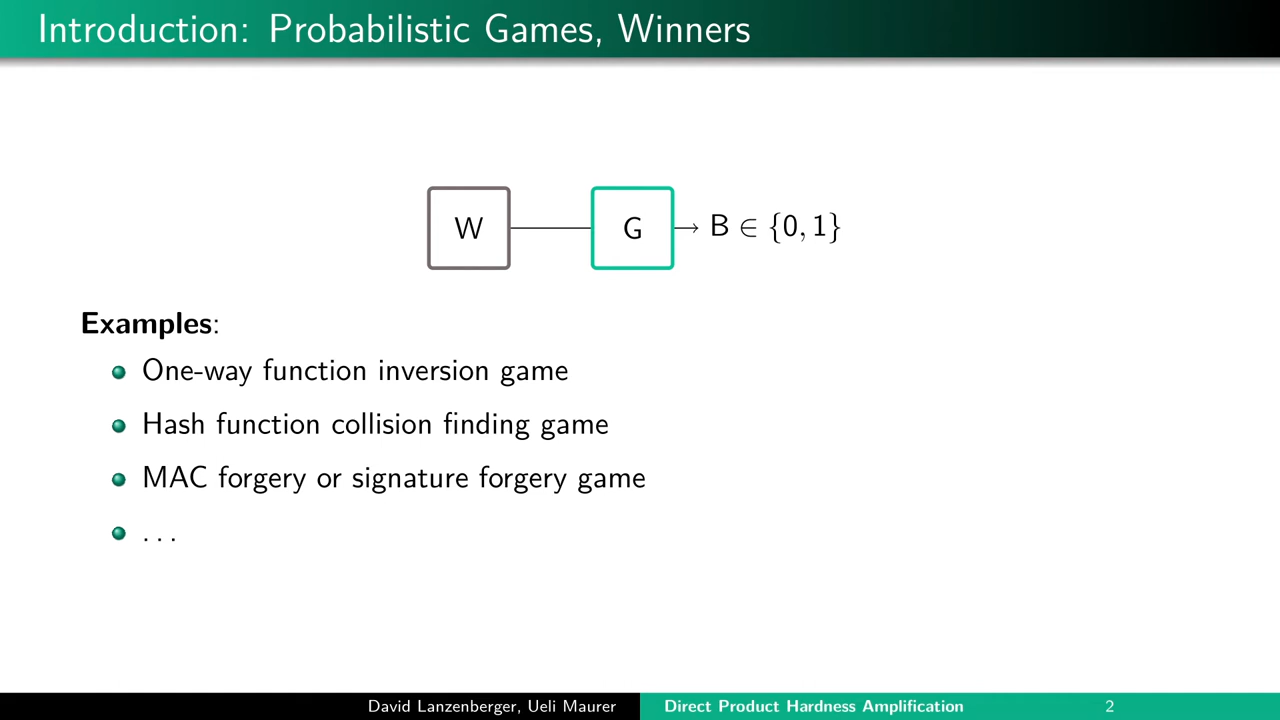 Introduction: Probabilistic Games, Winners
W G → B ∈ {0, 1}
Examples:
One-way function inversion game
Hash function collision finding game
MAC forgery or signature forgery game
. . .
David Lanzenberger, Ueli Maurer Direct Product Hardness Amplification 2